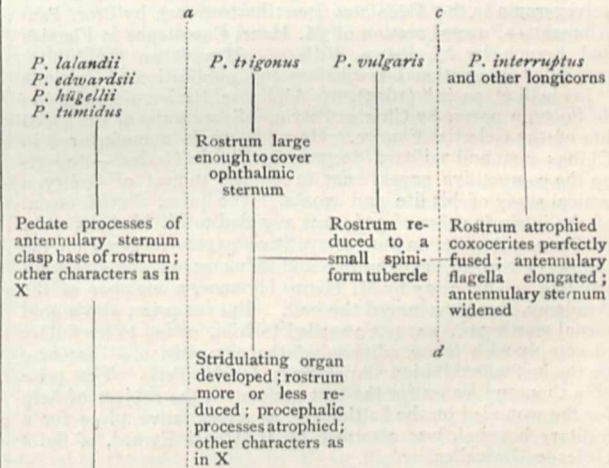 a
c
P. lalandii
P. edwardsii
P. hügellii
P. tumidus
P. trigonus
P. vulgaris
P. interruptus
and other longicorns
Rostrum large
enough to cover
ophthalmic
sternum
Pedate processes of
antennulary sternum
clasp base of rostrum;
other characters as in
X
Rostrum re-
duced to a
small spini-
form tubercle
Rostrum atrophied
coxocerites perfectly
fused; antennulary
flagella elongated;
antennulary sternum
widened
d
Stridulating organ
developed; rostrum
more or less re-
duced; procephalic
processes atrophied;
other characters as
in X